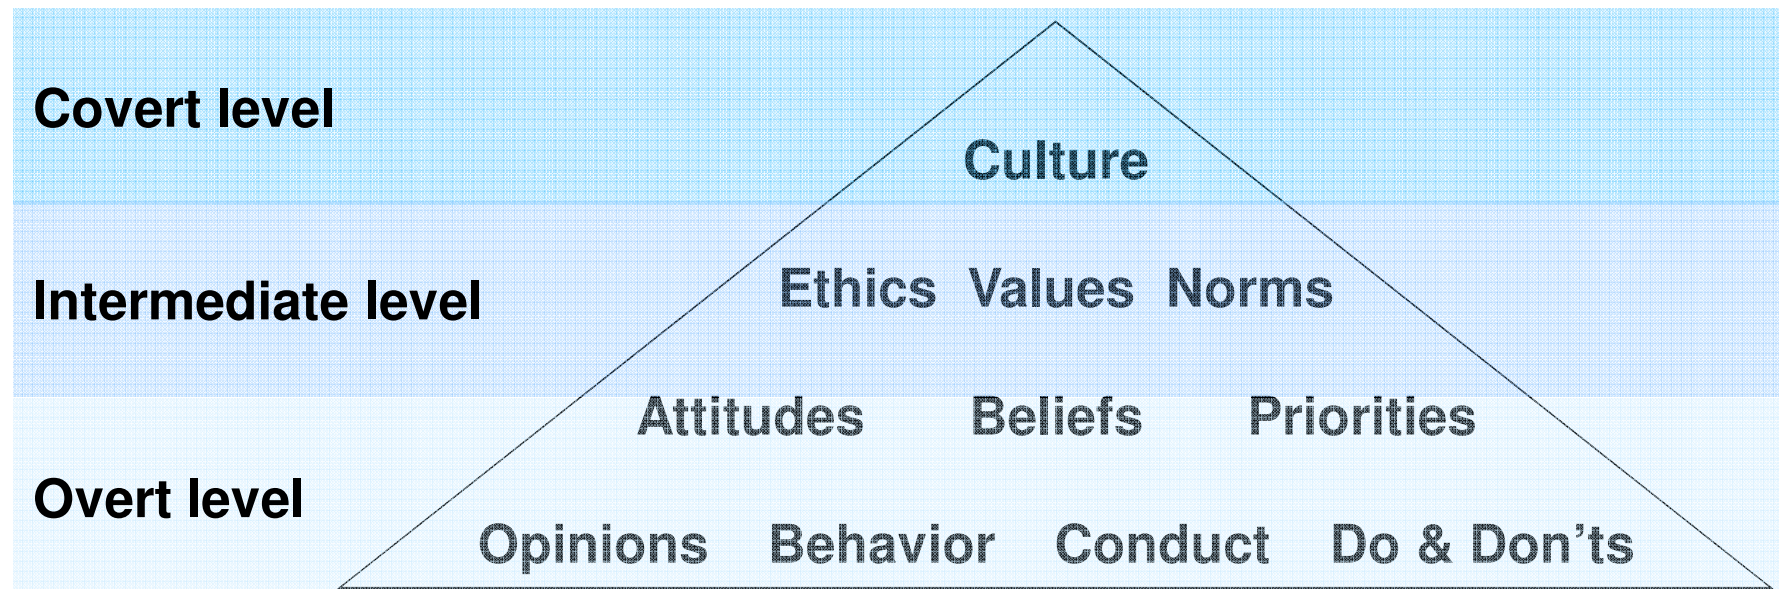 Covert level
Culture
Intermediate level
Ethics Values Norms
Attitudes Beliefs Priorities
Overt level
Opinions Behavior Conduct Do & Don'ts